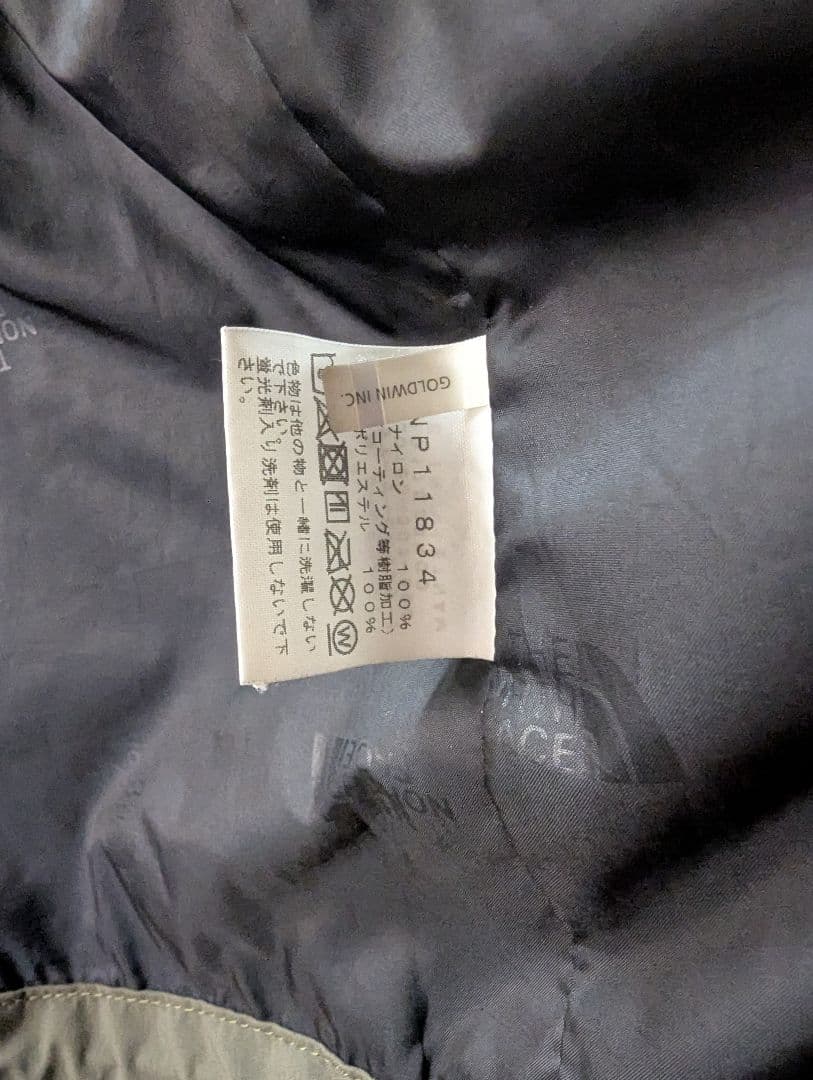 GOLDWIN INC.
NP11834
ナイロン 100%
コーティング等樹脂加工)
ポリエステル 100%
W
色物は他の物と一緒に洗濯しない
で下さい。
蛍光剤入り洗剤は使用しないで下
さい。
ACE
NOR